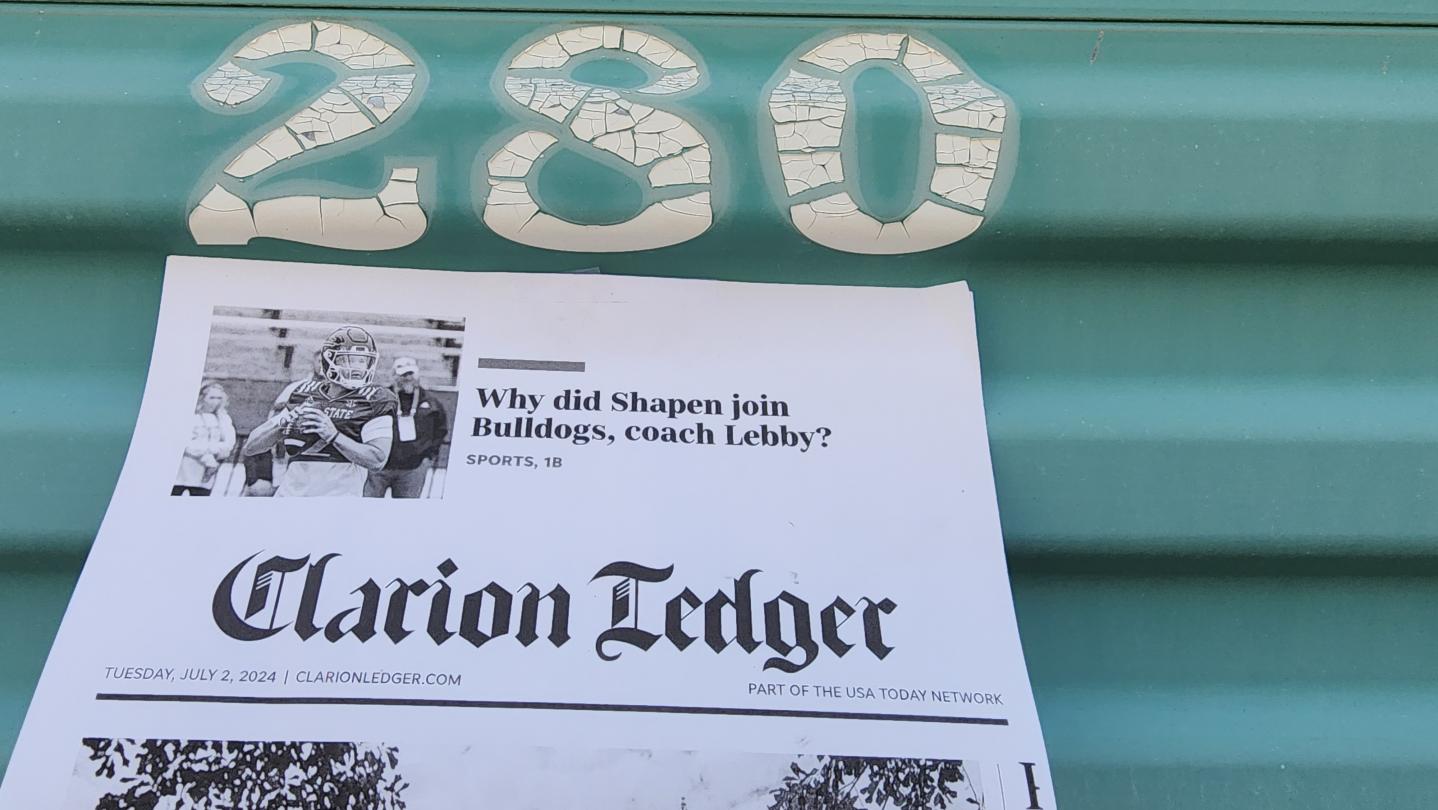 280
Why did Shapen join
Bulldogs, coach Lebby?
SPORTS, 1B
STATE
Clarion Ledger
TUESDAY, JULY 2, 2024 | CLARIONLEDGER.COM
PART OF THE USA TODAY NETWORK